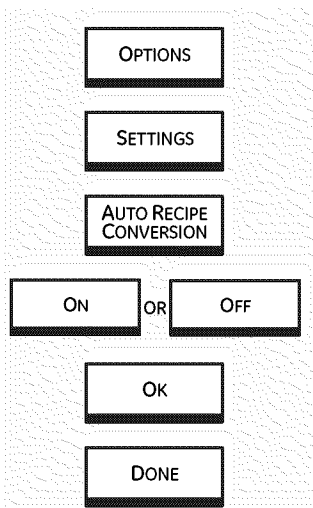 OPTIONS
SETTINGS
AUTO RECIPE
CONVERSION
ON OR OFF
OK
DONE